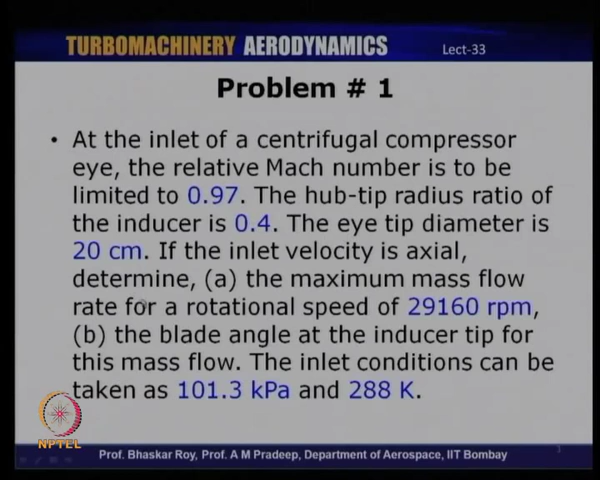 TURBOMACHINERY AERODYNAMICS Lect-33
Problem # 1
• At the inlet of a centrifugal compressor
eye, the relative Mach number is to be
limited to 0.97. The hub-tip radius ratio of
the inducer is 0.4. The eye tip diameter is
20 cm. If the inlet velocity is axial,
determine, (a) the maximum mass flow
rate for a rotational speed of 29160 rpm,
(b) the blade angle at the inducer tip for
this mass flow. The inlet conditions can be
taken as 101.3 kPa and 288 K.
NPTEL
Prof. Bhaskar Roy, Prof. A M Pradeep, Department of Aerospace, IIT Bombay